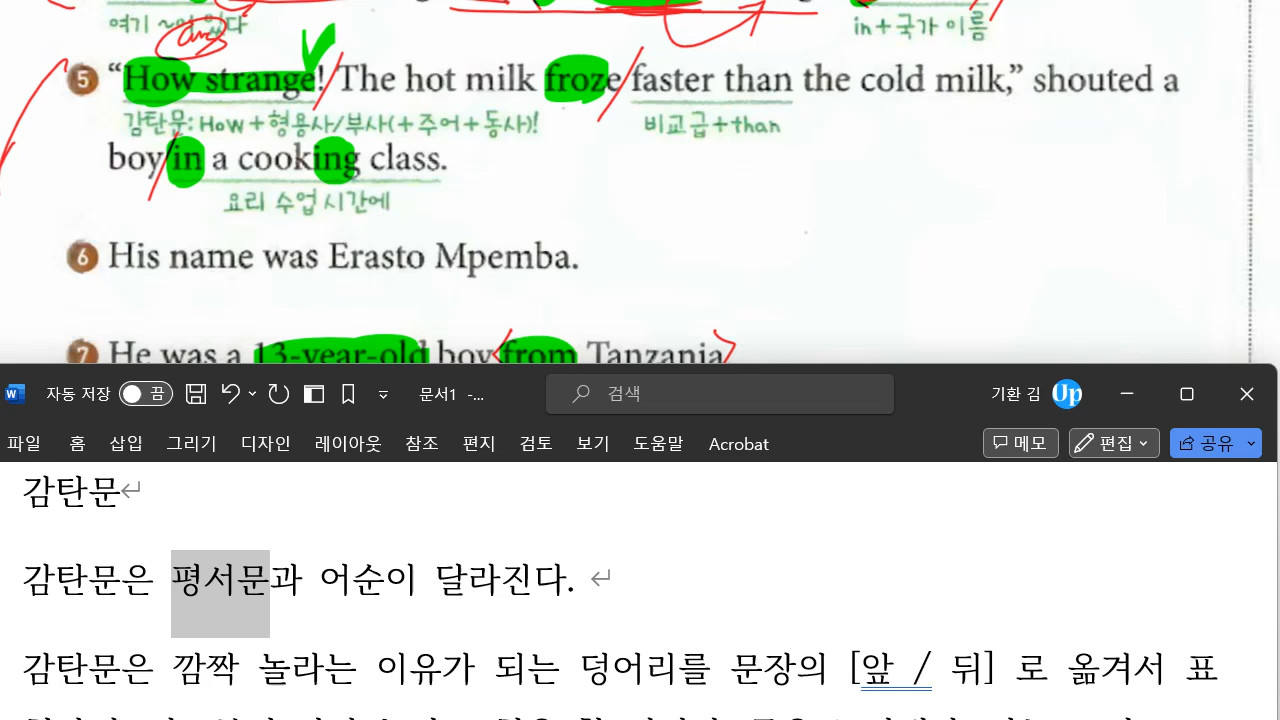 여기 ~이 있다
in+국가 이름
5 “How strange! The hot milk froze faster than the cold milk,” shouted a
감탄문: How+형용사/부사(+주어+동사)!
비교급+than
boy in a cooking class.
요리 수업 시간에
6 His name was Erasto Mpemba.
7 He was a 13-year-old boy from Tanzania
자동 저장 끔 문서1 -... 검색 기환 김 Up
파일 홈 삽입 그리기 디자인 레이아웃 참조 편지 검토 보기 도움말 Acrobat 메모 편집 공유
감탄문
감탄문은 평서문과 어순이 달라진다.
감탄문은 깜짝 놀라는 이유가 되는 덩어리를 문장의 [앞 / 뒤] 로 옮겨서 표